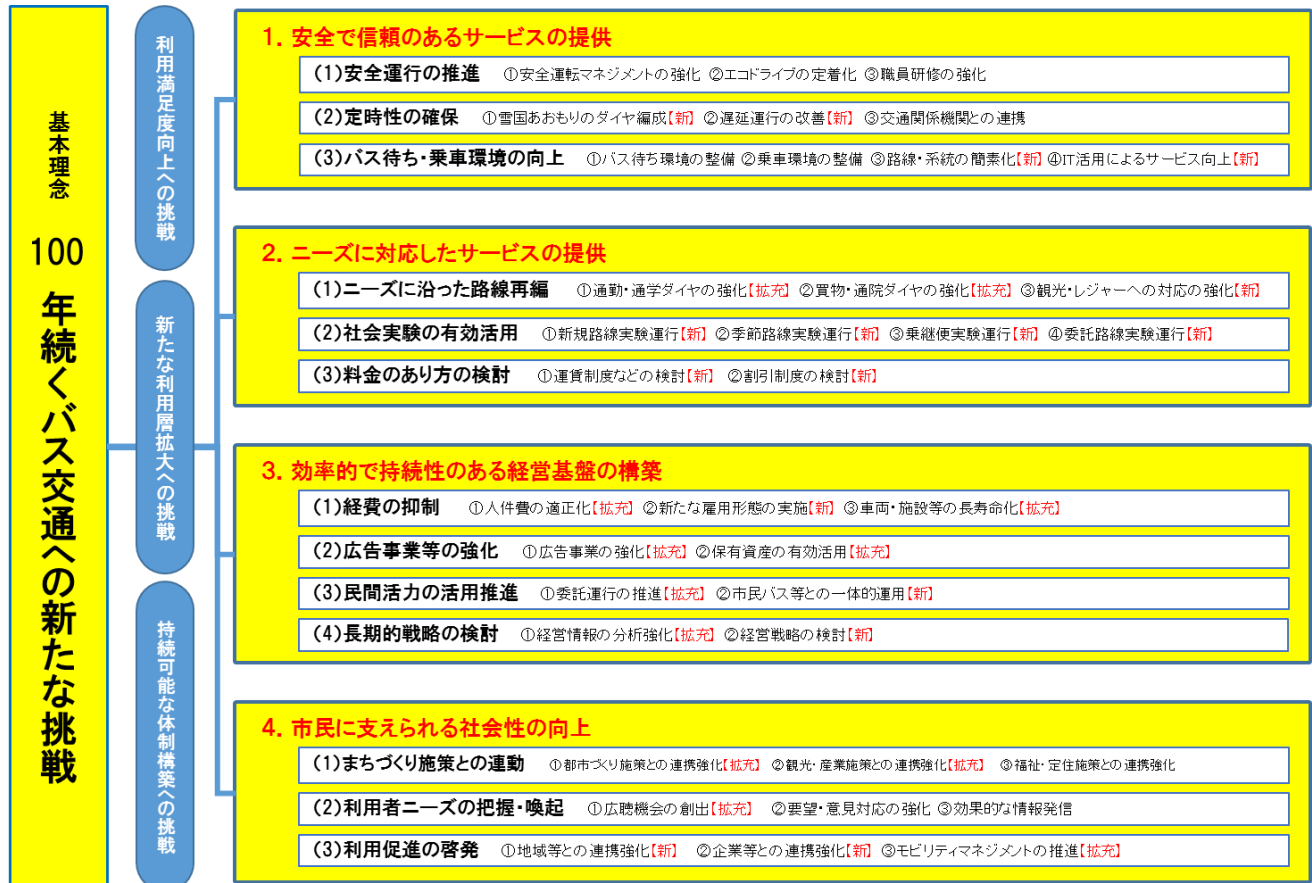 基本理念
100
年続くバス交通への新たな挑戦
利用満足度向上への挑戦
新たな利用層拡大への挑戦
持続可能な体制構築への挑戦
1. 安全で信頼のあるサービスの提供
(1)安全運行の推進 ①安全運転マネジメントの強化 ②エコドライブの定着化 ③職員研修の強化
(2)定時性の確保 ①雪国あおもりのダイヤ編成【新】 ②遅延運行の改善【新】 ③交通関係機関との連携
(3)バス待ち・乗車環境の向上 ①バス待ち環境の整備 ②乗車環境の整備 ③路線・系統の簡素化【新】 ④IT活用によるサービス向上【新】
2. ニーズに対応したサービスの提供
(1)ニーズに沿った路線再編 ①通勤・通学ダイヤの強化【拡充】 ②買物・通院ダイヤの強化【拡充】 ③観光・レジャーへの対応の強化【新】
(2)社会実験の有効活用 ①新規路線実験運行【新】 ②季節路線実験運行【新】 ③乗継便実験運行【新】 ④委託路線実験運行【新】
(3)料金のあり方の検討 ①運賃制度などの検討【新】 ②割引制度の検討【新】
3. 効率的で持続性のある経営基盤の構築
(1)経費の抑制 ①人件費の適正化【拡充】 ②新たな雇用形態の実施【新】 ③車両・施設等の長寿命化【拡充】
(2)広告事業等の強化 ①広告事業の強化【拡充】 ②保有資産の有効活用【拡充】
(3)民間活力の活用推進 ①委託運行の推進【拡充】 ②市民バス等との一体的運用【新】
(4)長期的戦略の検討 ①経営情報の分析強化【拡充】 ②経営戦略の検討【新】
4. 市民に支えられる社会性の向上
(1)まちづくり施策との連動 ①都市づくり施策との連携強化【拡充】 ②観光・産業施策との連携強化【拡充】 ③福祉・定住施策との連携強化
(2)利用者ニーズの把握・喚起 ①広聴機会の創出【拡充】 ②要望・意見対応の強化 ③効果的な情報発信
(3)利用促進の啓発 ①地域等との連携強化【新】 ②企業等との連携強化【新】 ③モビリティマネジメントの推進【拡充】